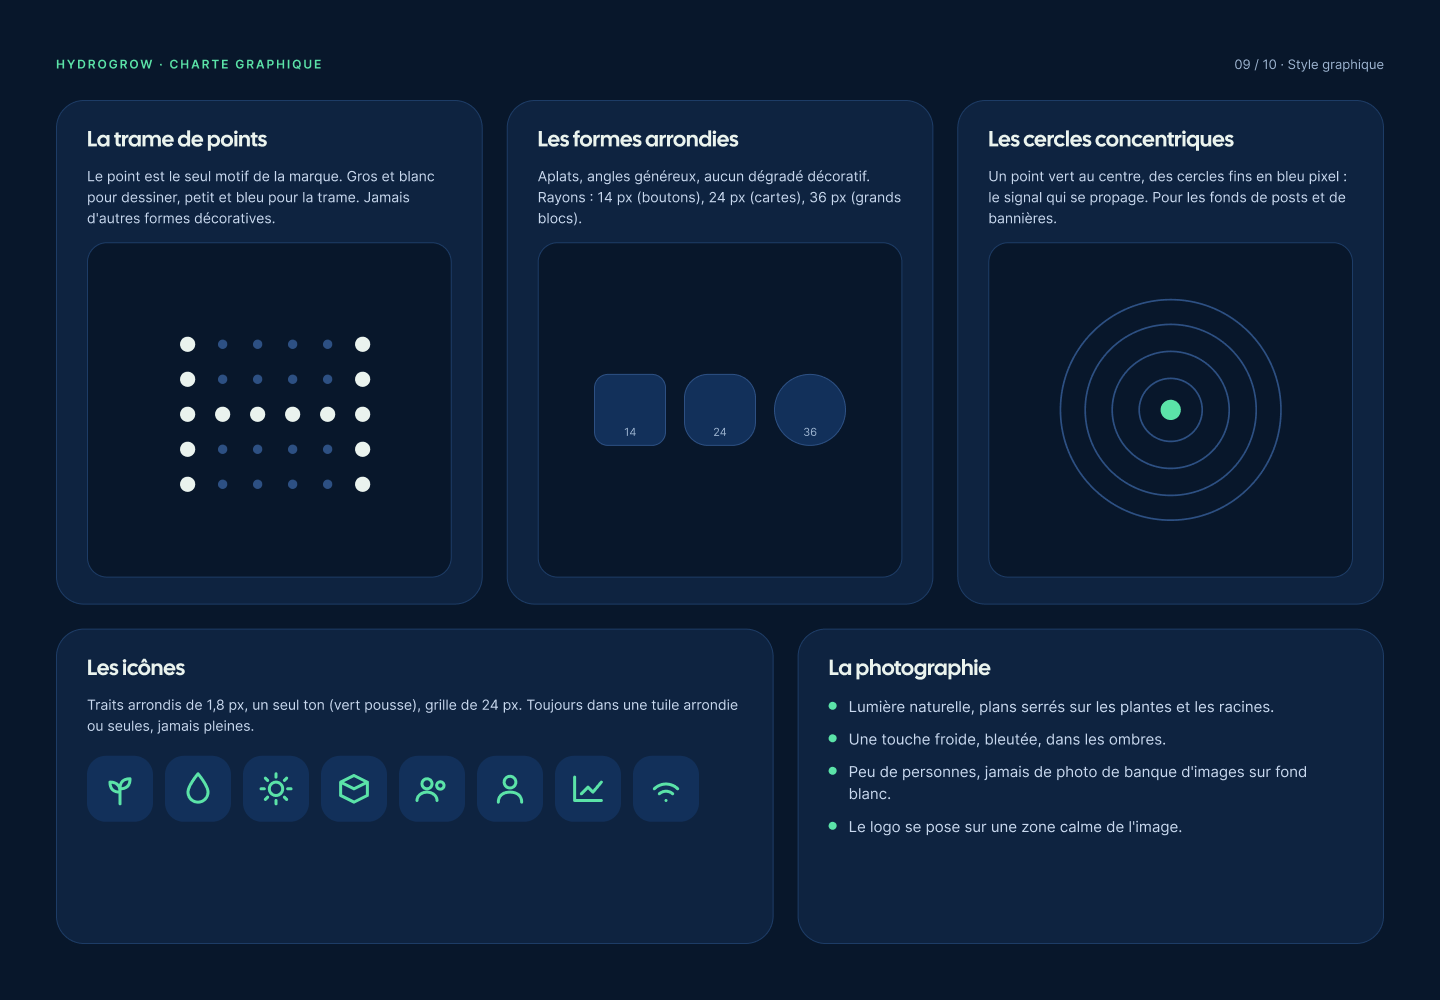 HYDROGROW · CHARTE GRAPHIQUE
09 / 10 · Style graphique
La trame de points
Le point est le seul motif de la marque. Gros et blanc
pour dessiner, petit et bleu pour la trame. Jamais
d'autres formes décoratives.
Les formes arrondies
Aplats, angles généreux, aucun dégradé décoratif.
Rayons : 14 px (boutons), 24 px (cartes), 36 px (grands
blocs).
14
24
36
Les cercles concentriques
Un point vert au centre, des cercles fins en bleu pixel :
le signal qui se propage. Pour les fonds de posts et de
bannières.
Les icônes
Traits arrondis de 1,8 px, un seul ton (vert pousse), grille de 24 px. Toujours dans une tuile arrondie
ou seules, jamais pleines.
La photographie
Lumière naturelle, plans serrés sur les plantes et les racines.
Une touche froide, bleutée, dans les ombres.
Peu de personnes, jamais de photo de banque d'images sur fond
blanc.
Le logo se pose sur une zone calme de l'image.